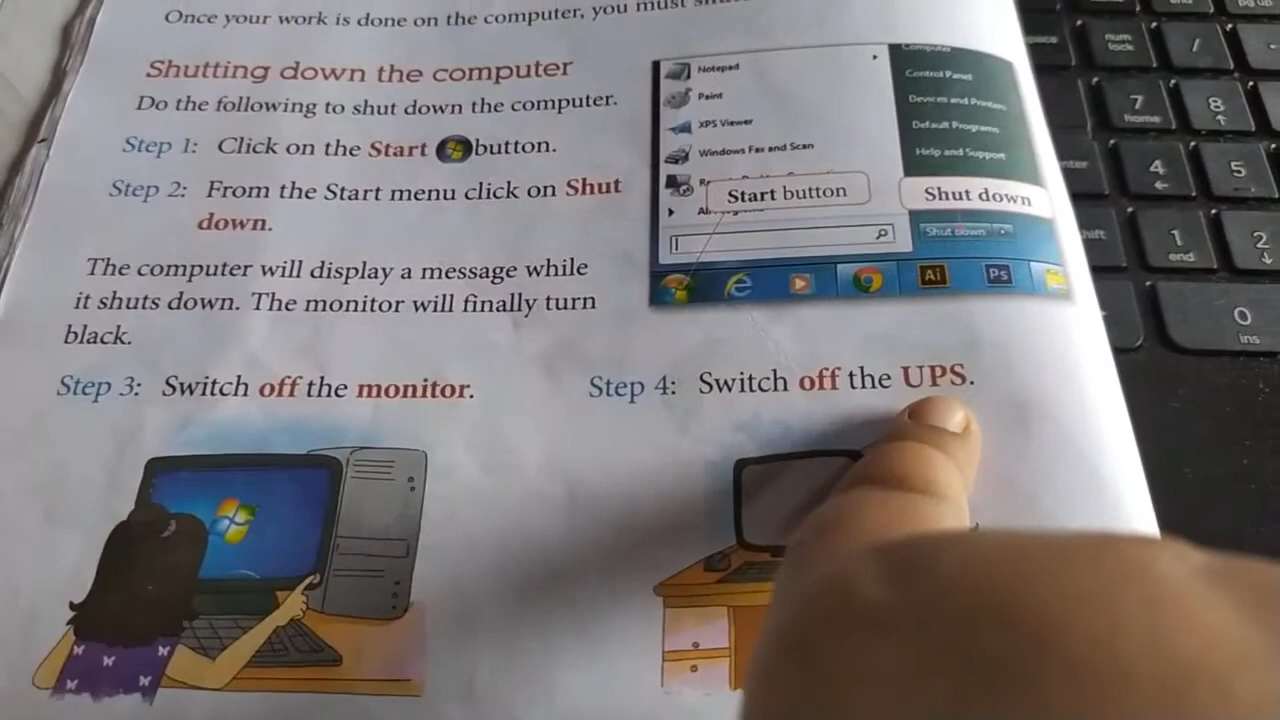 Once your work is done on the computer, you must
Shutting down the computer
Do the following to shut down the computer.
Step 1: Click on the Start button.
Step 2: From the Start menu click on Shut
down.
The computer will display a message while
it shuts down. The monitor will finally turn
black.
Notepad
Paint
XPS Viewer
Windows Fax and Scan
Start button
Computer
Control Panel
Devices and Printers
Default Programs
Help and Support
Shut down
Shut down
Ai
Ps
Step 3: Switch off the monitor.
Step 4: Switch off the UPS.
num
lock
/
7
home
8
4
5
1
end
2
0
ins
pg up